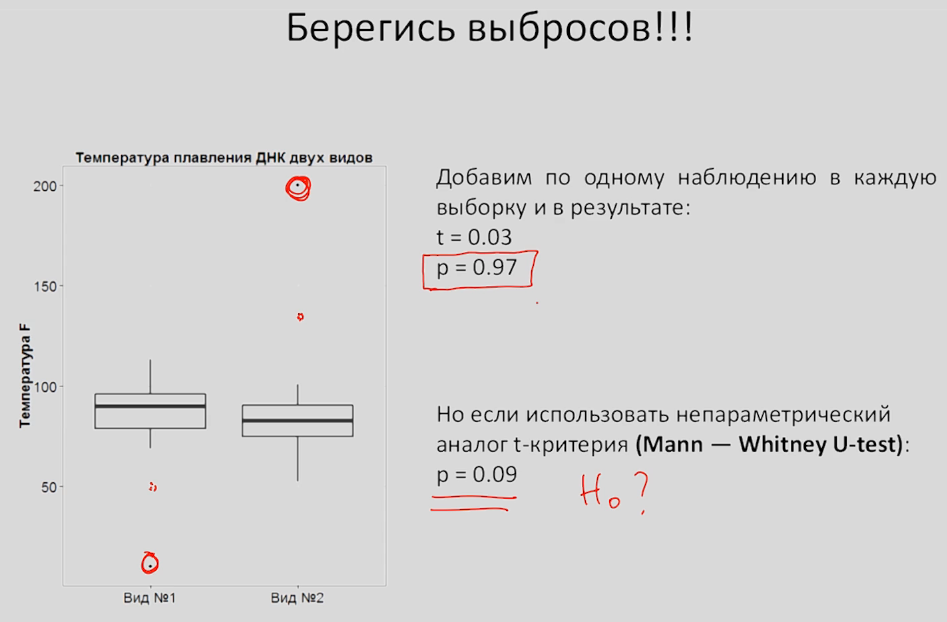 Берегись выбросов!!!
Температура плавления ДНК двух видов
Температура F
200
150
100
50
Вид №1
Вид №2
Добавим по одному наблюдению в каждую
выборку и в результате:
t = 0.03
p = 0.97
Но если использовать непараметрический
аналог t-критерия (Mann — Whitney U-test):
p = 0.09
H₀ ?